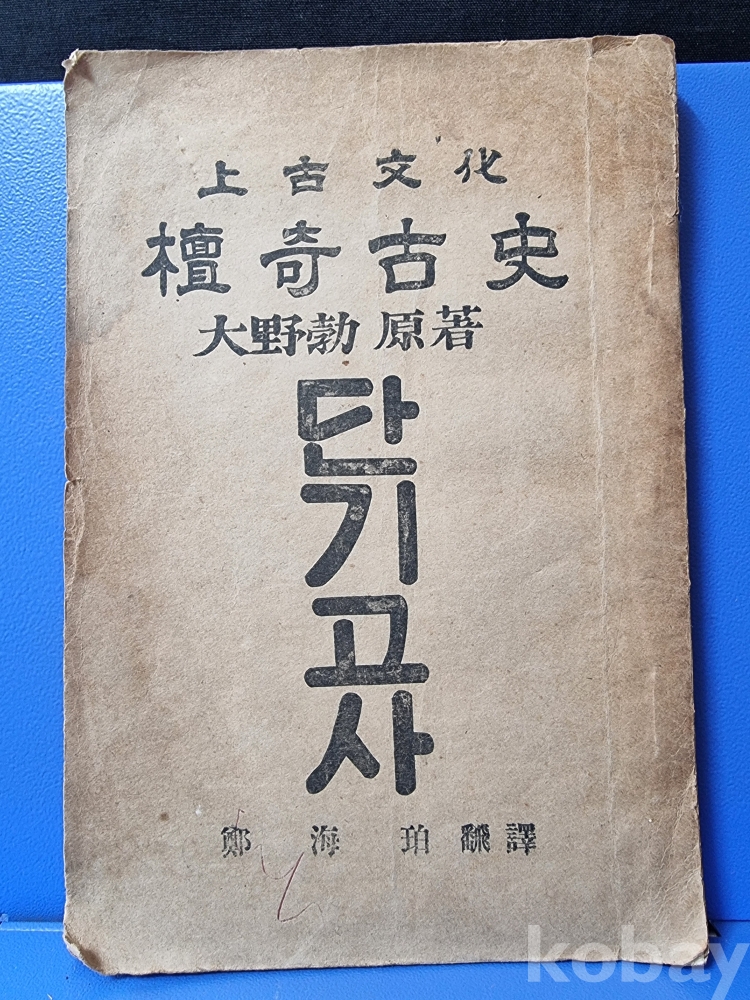 上古文化
檀奇古史
大野勃 原著
단기고사
鄭海珀 飜譯
kobay